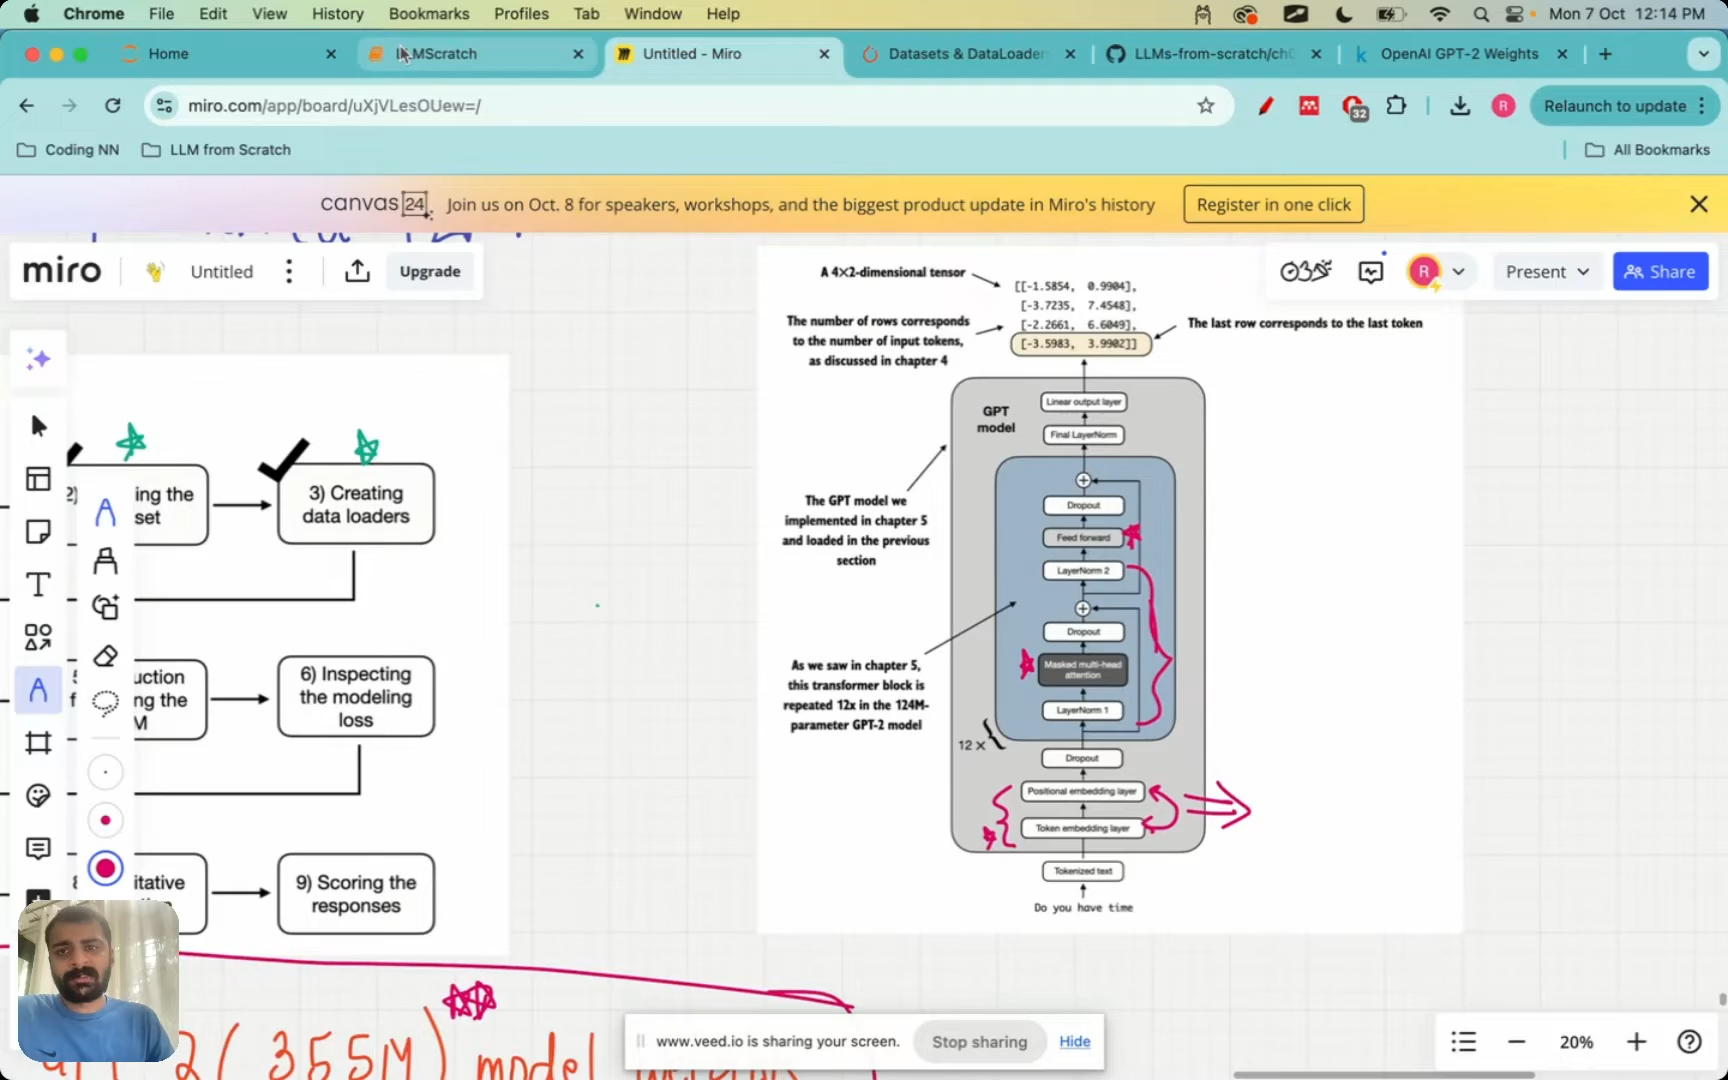 Chrome File Edit View History Bookmarks Profiles Tab Window Help
Mon 7 Oct 12:14 PM
Home
LLMScratch
Untitled - Miro
Datasets & DataLoader
LLMs-from-scratch/ch
OpenAI GPT-2 Weights
miro.com/app/board/uXjVLesOUew=/
32
R
Relaunch to update
Coding NN
LLM from Scratch
All Bookmarks
canvas 24
Join us on Oct. 8 for speakers, workshops, and the biggest product update in Miro's history
Register in one click
miro
Untitled
Upgrade
R
Present
Share
2) ing the
set
3) Creating
data loaders
uction
ng the
M
6) Inspecting
the modeling
loss
itative
9) Scoring the
responses
A 4×2-dimensional tensor
[[-1.5854, 0.9904],
[-3.7235, 7.4548],
[-2.2661, 6.6049],
[-3.5983, 3.9902]]
The number of rows corresponds
to the number of input tokens,
as discussed in chapter 4
The last row corresponds to the last token
GPT
model
Linear output layer
Final LayerNorm
Dropout
Feed forward
LayerNorm 2
Dropout
Masked multi-head
attention
LayerNorm 1
12 ×
Dropout
Positional embedding layer
Token embedding layer
Tokenized text
Do you have time
The GPT model we
implemented in chapter 5
and loaded in the previous
section
As we saw in chapter 5,
this transformer block is
repeated 12x in the 124M-
parameter GPT-2 model
2 (355M) model
www.veed.io is sharing your screen.
Stop sharing
Hide
20%